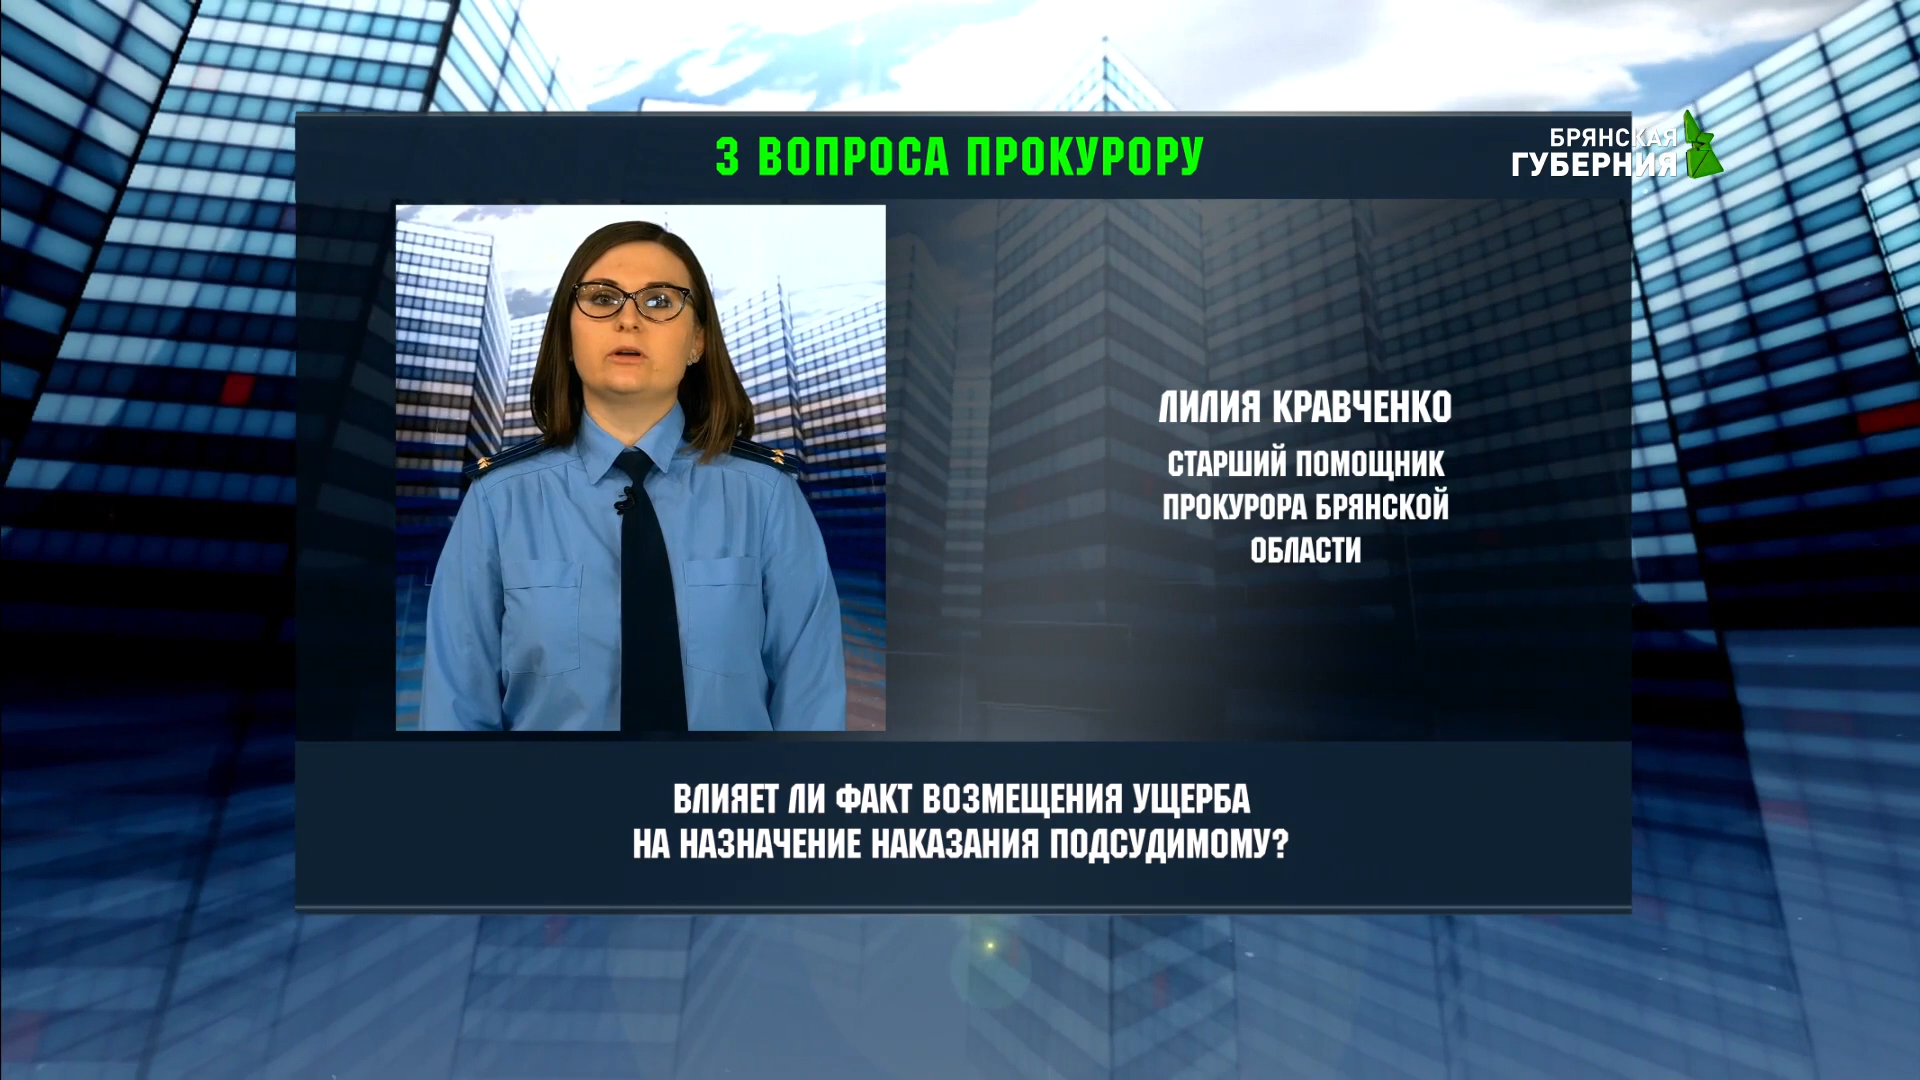 3 ВОПРОСА ПРОКУРОРУ
БРЯНСКАЯ
ГУБЕРНИЯ
ЛИЛИЯ КРАВЧЕНКО
СТАРШИЙ ПОМОЩНИК
ПРОКУРОРА БРЯНСКОЙ
ОБЛАСТИ
ВЛИЯЕТ ЛИ ФАКТ ВОЗМЕЩЕНИЯ УЩЕРБА
НА НАЗНАЧЕНИЕ НАКАЗАНИЯ ПОДСУДИМОМУ?